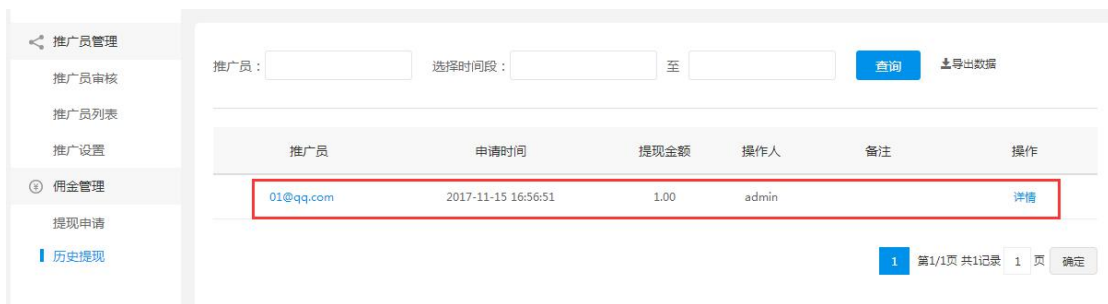 推广员管理
推广员审核
推广员列表
推广设置
佣金管理
提现申请
历史提现
推广员： 选择时间段： 至 查询 导出数据
推广员 申请时间 提现金额 操作人 备注 操作
01@qq.com 2017-11-15 16:56:51 1.00 admin 详情
1 第1/1页 共1记录 1 页 确定